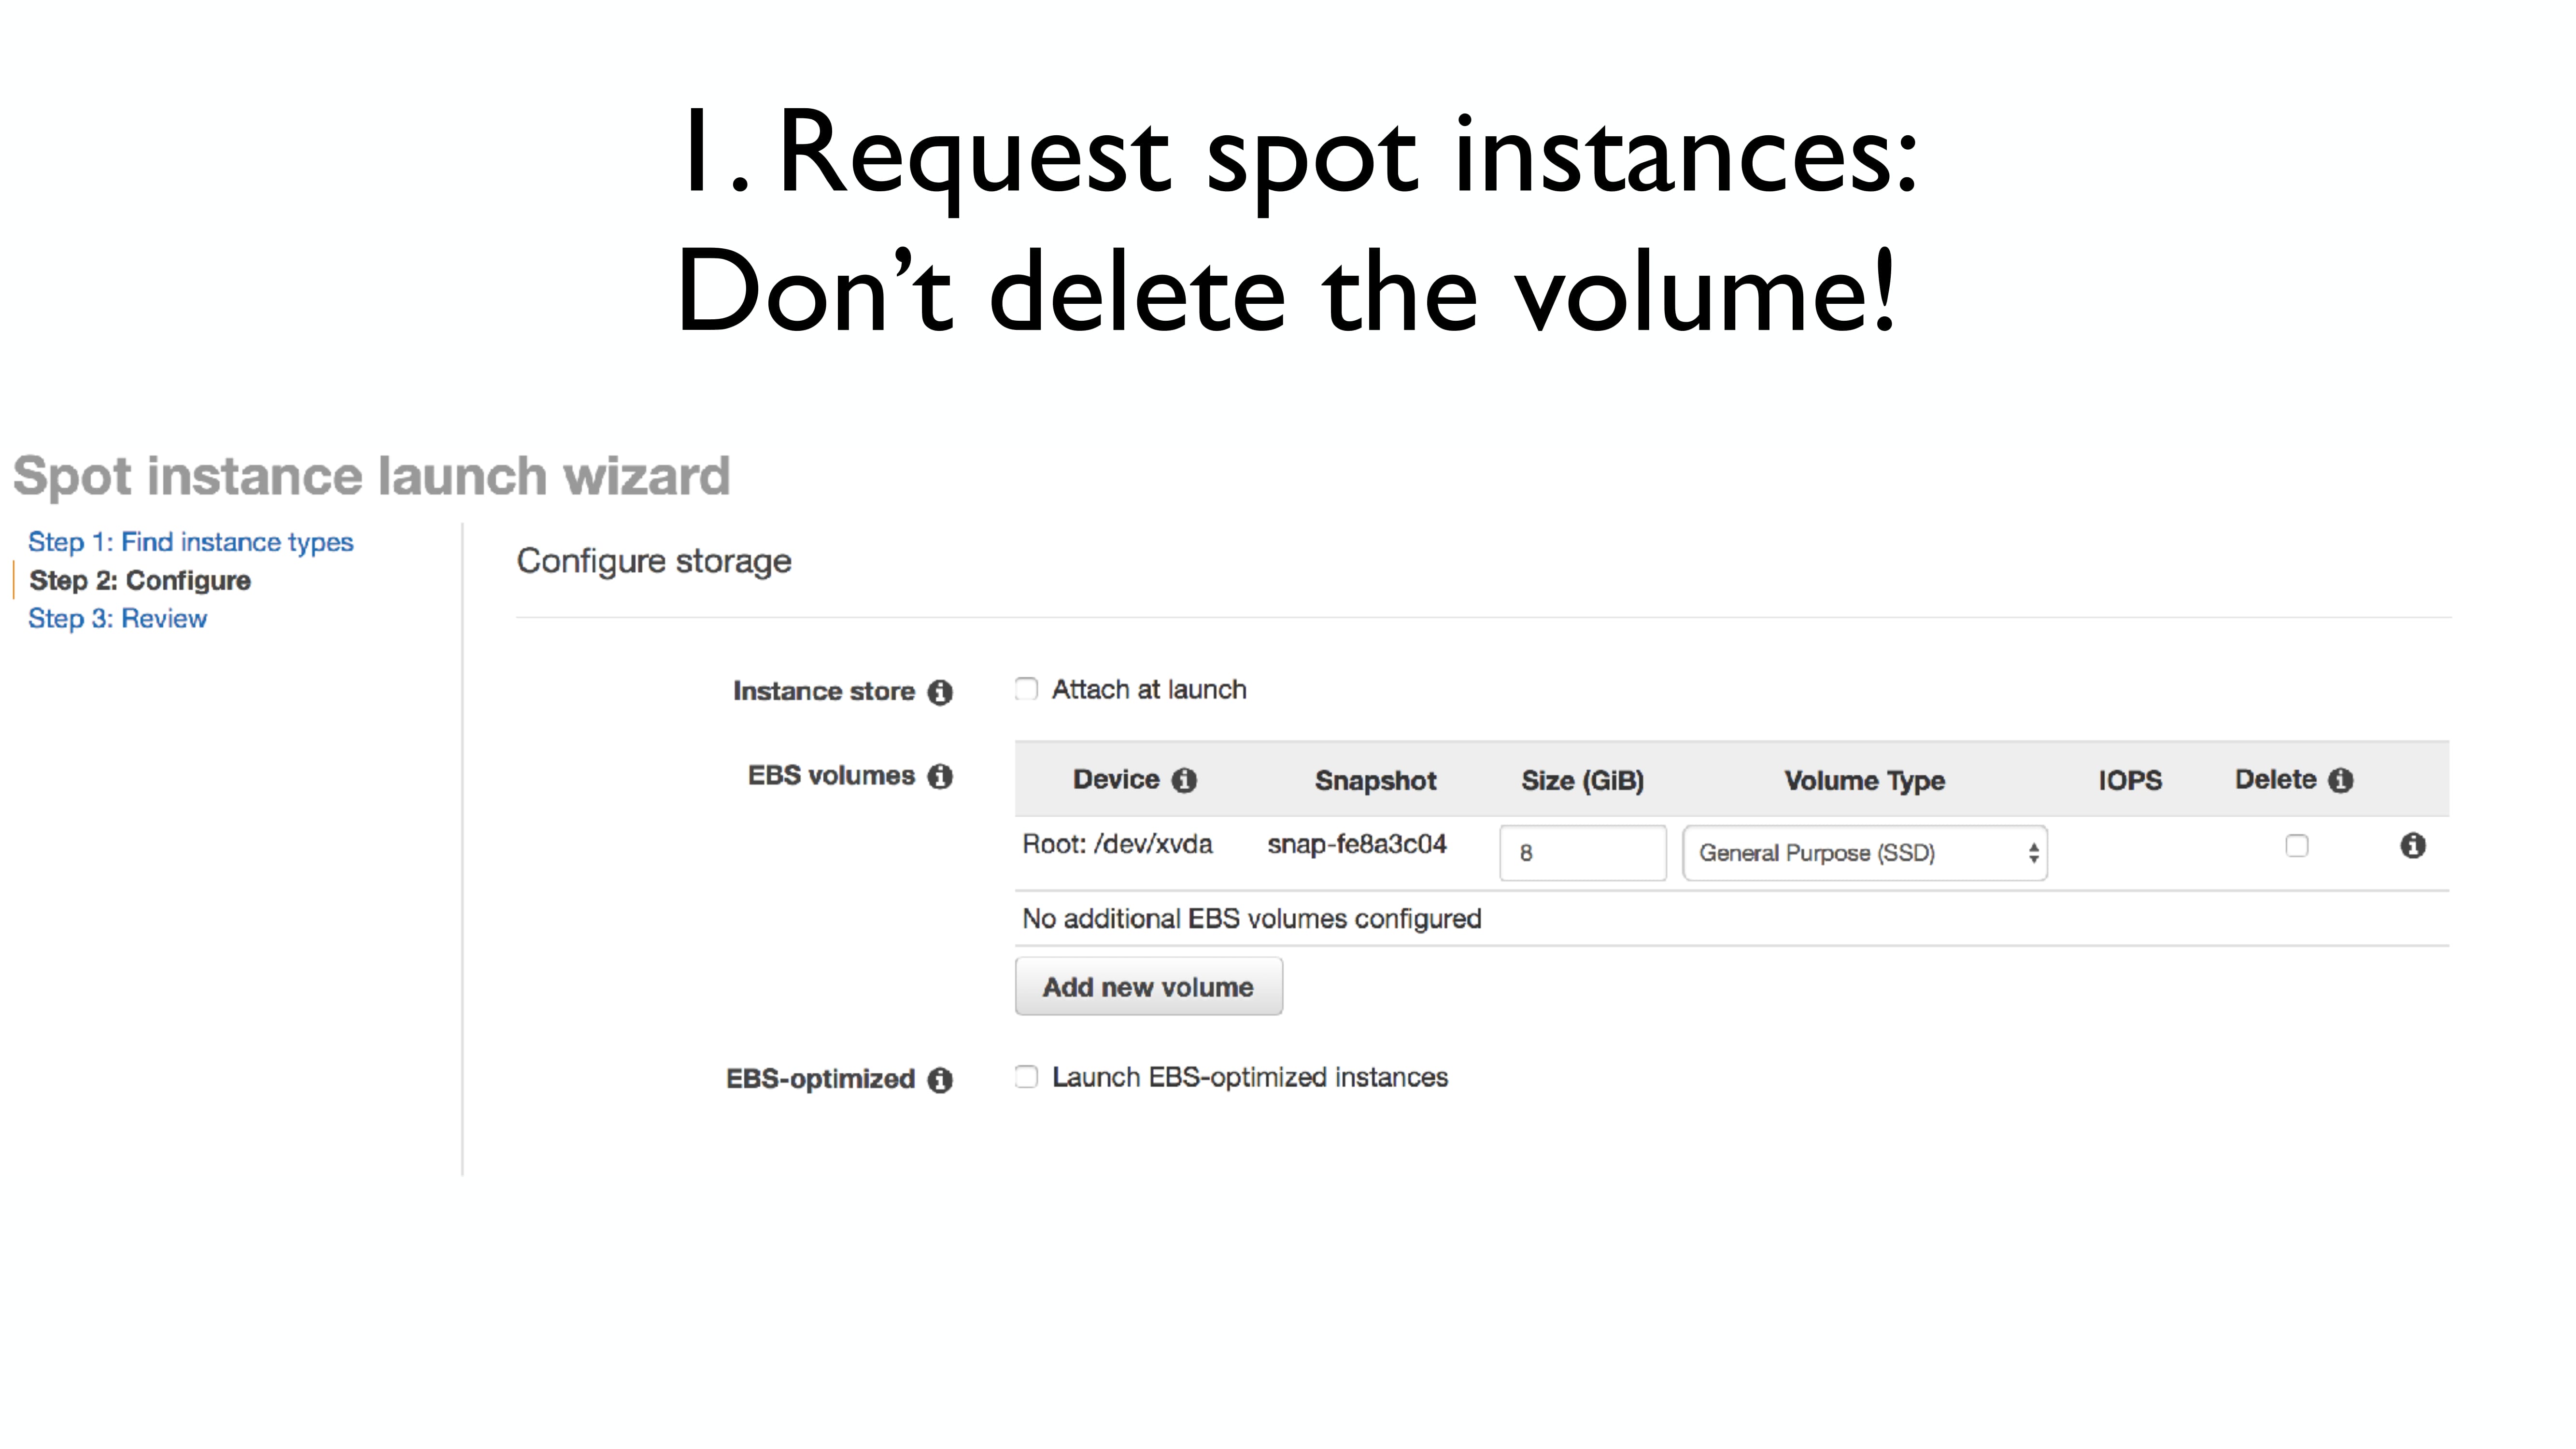 1. Request spot instances:
Don’t delete the volume!
Spot instance launch wizard
Step 1: Find instance types
Step 2: Configure
Step 3: Review
Configure storage
Instance store
Attach at launch
EBS volumes
Device Snapshot Size (GiB) Volume Type IOPS Delete
Root: /dev/xvda snap-fe8a3c04 8 General Purpose (SSD)
No additional EBS volumes configured
Add new volume
EBS-optimized
Launch EBS-optimized instances